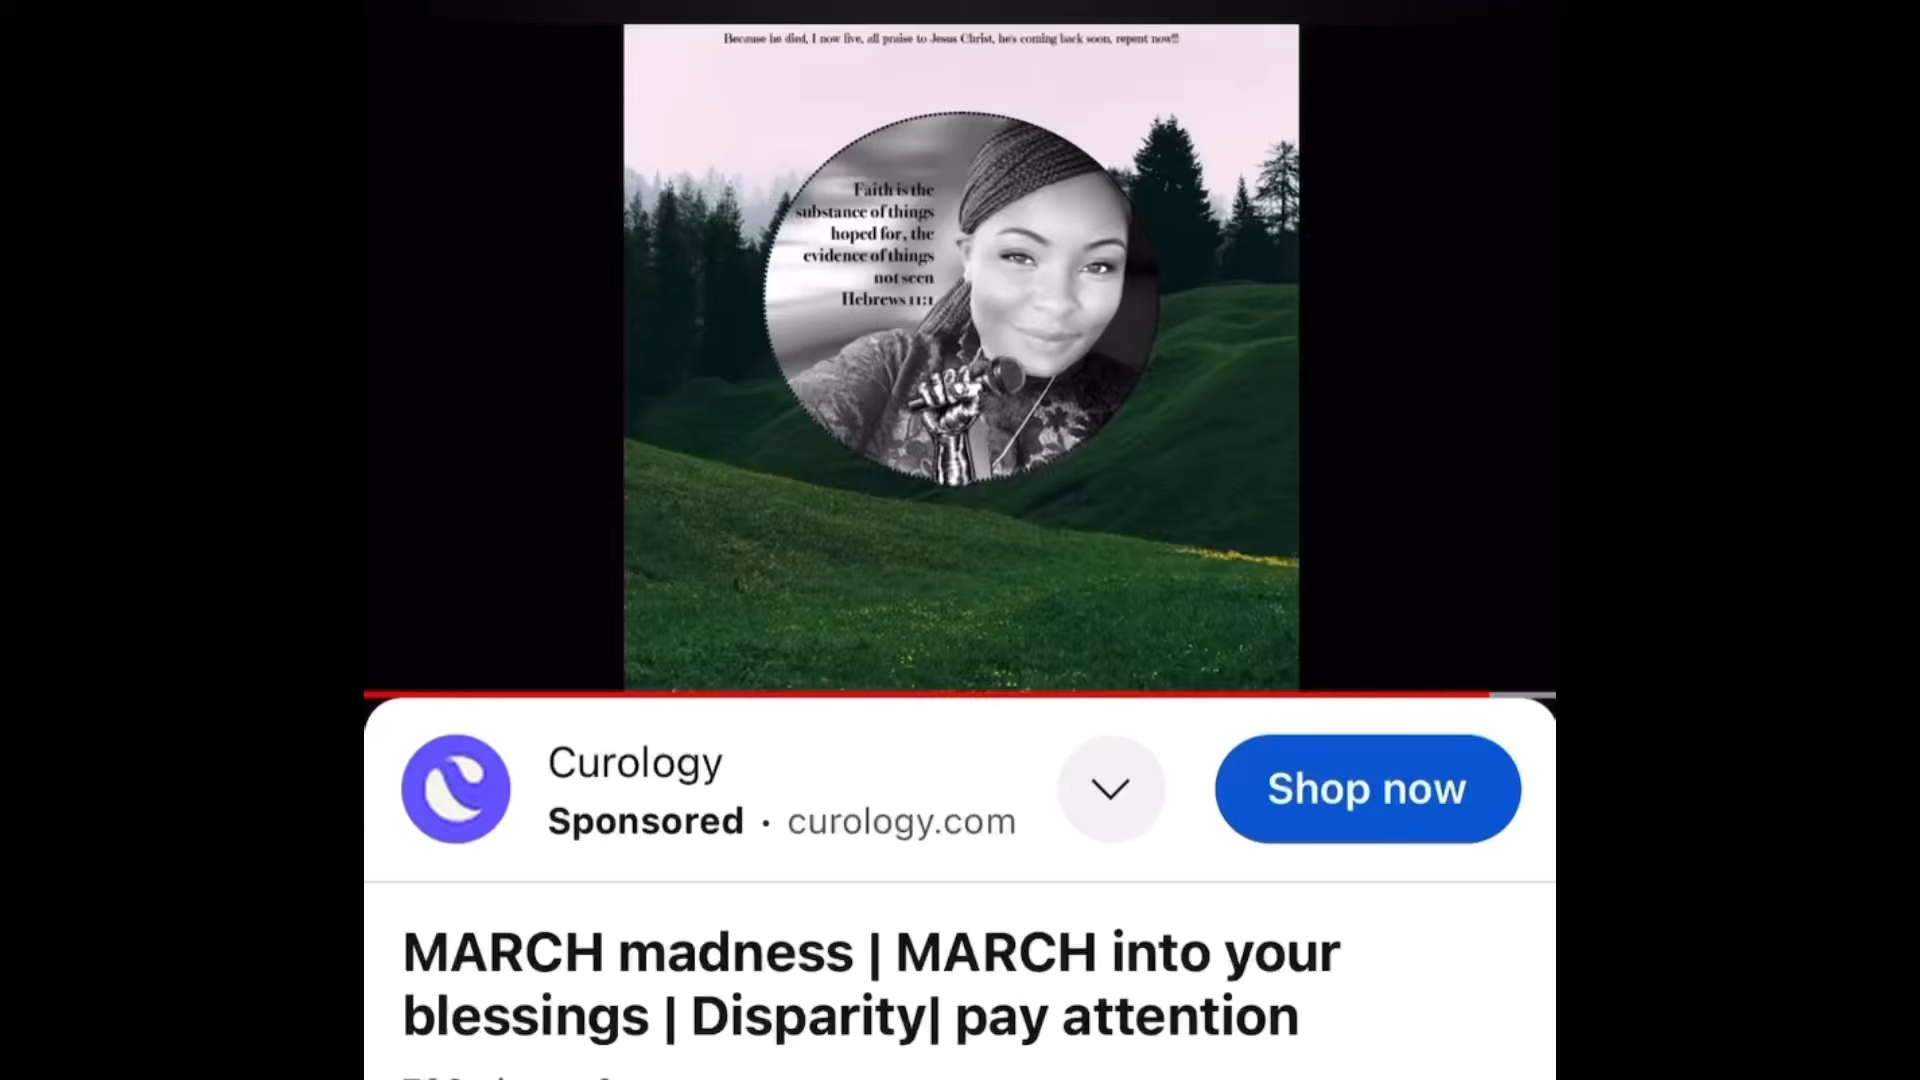 Because he died, I now live, all praise to Jesus Christ, he's coming back soon, repent now!!!
Faith is the
substance of things
hoped for, the
evidence of things
not seen
Hebrews 11:1
Curology
Sponsored · curology.com
Shop now
MARCH madness | MARCH into your
blessings | Disparity| pay attention